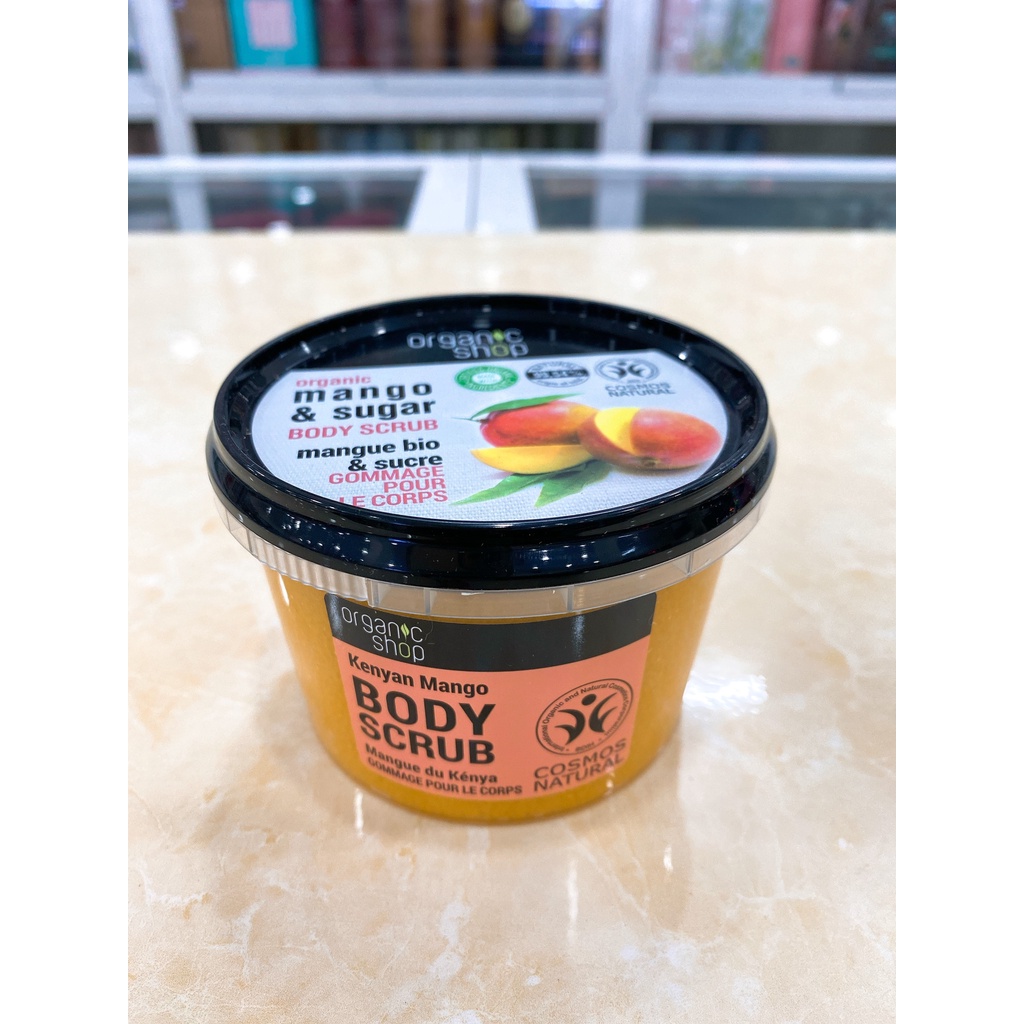 organic
shop
organic
mango
& sugar
BODY SCRUB
mangue bio
& sucre
GOMMAGE
POUR
LE CORPS
COSMOS
NATURAL
organic
shop
Kenyan Mango
BODY
SCRUB
Mangue du Kénya
GOMMAGE POUR LE CORPS
COSMOS
NATURAL